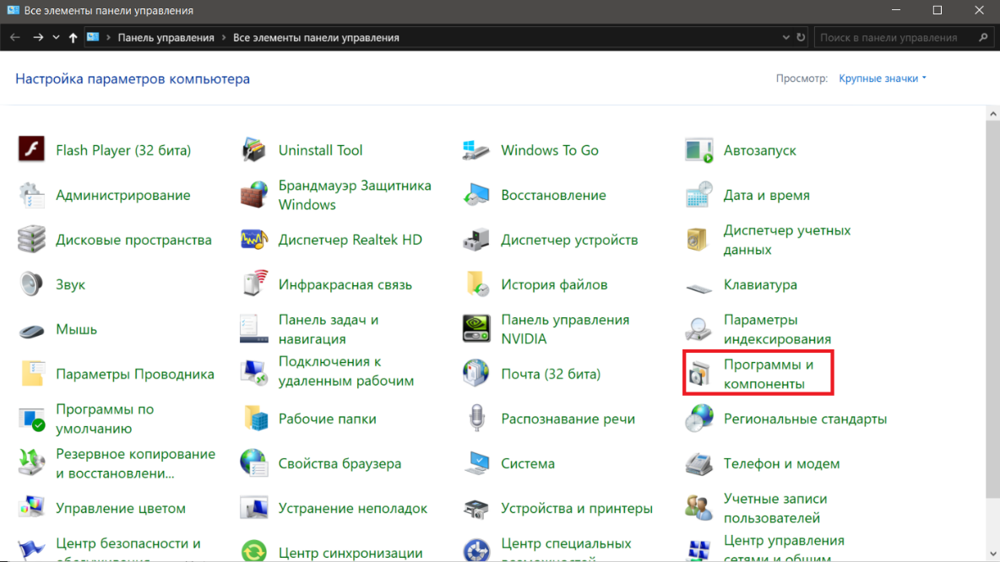 Все элементы панели управления
Панель управления > Все элементы панели управления
Поиск в панели управления
Настройка параметров компьютера
Просмотр: Крупные значки
Flash Player (32 бита)
Uninstall Tool
Windows To Go
Автозапуск
Администрирование
Брандмауэр Защитника
Windows
Восстановление
Дата и время
Дисковые пространства
Диспетчер Realtek HD
Диспетчер устройств
Диспетчер учетных
данных
Звук
Инфракрасная связь
История файлов
Клавиатура
Мышь
Панель задач и
навигация
Панель управления
NVIDIA
Параметры
индексирования
Параметры Проводника
Подключения к
удаленным рабочим
Почта (32 бита)
Программы и
компоненты
Программы по
умолчанию
Рабочие папки
Распознавание речи
Региональные стандарты
Резервное копирование
и восстановлени...
Свойства браузера
Система
Телефон и модем
Управление цветом
Устранение неполадок
Устройства и принтеры
Учетные записи
пользователей
Центр безопасности и
обслуживания
Центр синхронизации
Центр специальных
возможностей
Центр управления
сетями и общим